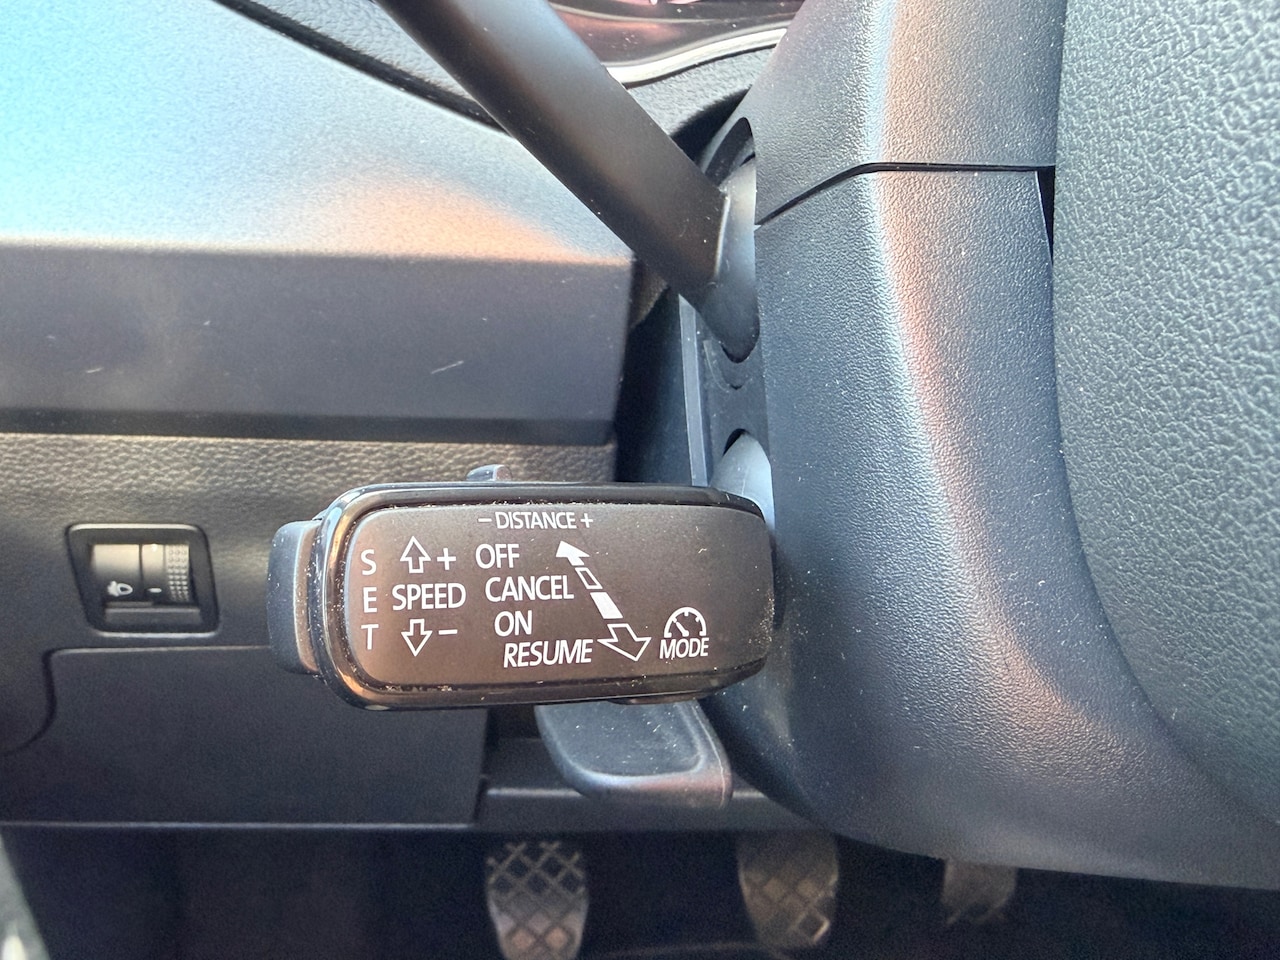 - DISTANCE +
S + OFF
E SPEED CANCEL
T - ON
RESUME MODE